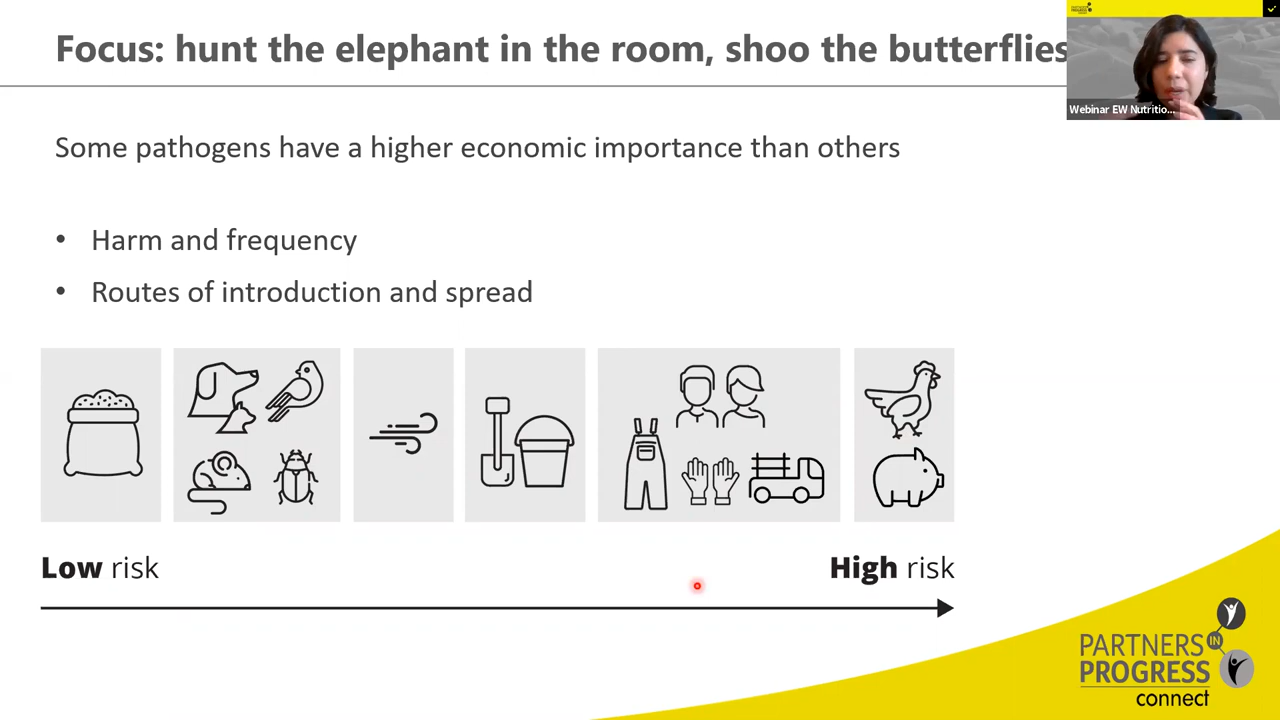 Focus: hunt the elephant in the room, shoo the butterflies
Webinar EW Nutritio...
Some pathogens have a higher economic importance than others
• Harm and frequency
• Routes of introduction and spread
Low risk
High risk
PARTNERS
IN
PROGRESS
connect